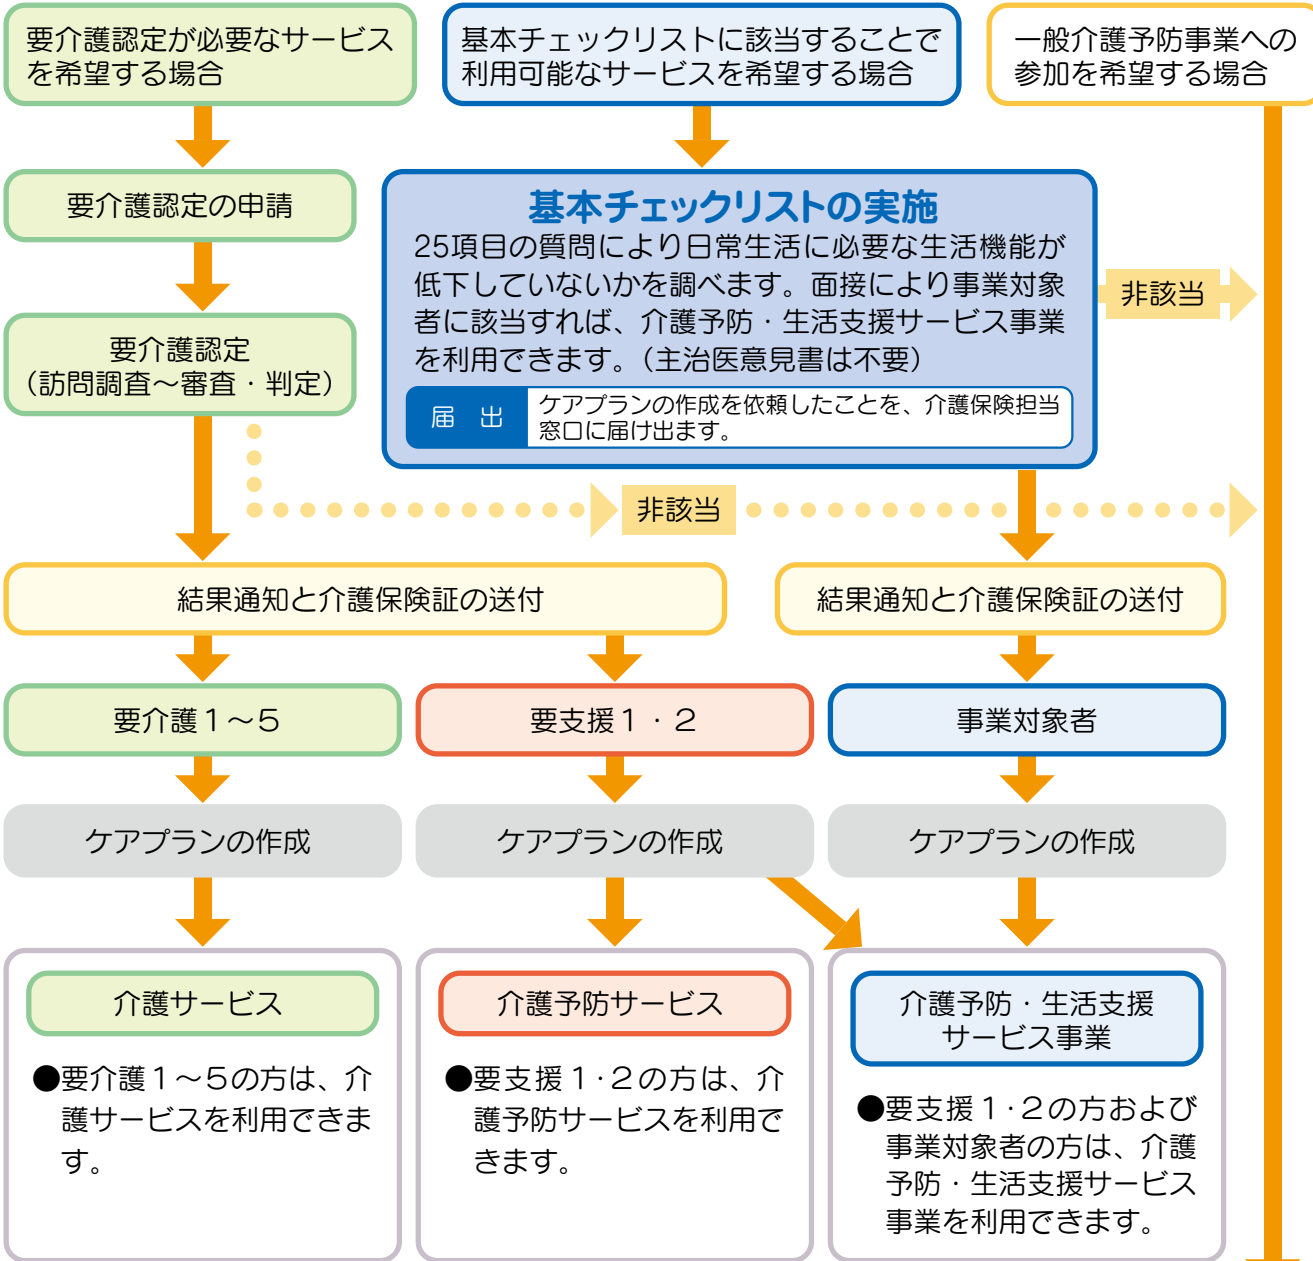 要介護認定が必要なサービス
を希望する場合
基本チェックリストに該当することで
利用可能なサービスを希望する場合
一般介護予防事業への
参加を希望する場合
要介護認定の申請
基本チェックリストの実施
25項目の質問により日常生活に必要な生活機能が
低下していないかを調べます。面接により事業対象
者に該当すれば、介護予防・生活支援サービス事業
を利用できます。（主治医意見書は不要）
届 出
ケアプランの作成を依頼したことを、介護保険担当
窓口に届け出ます。
非該当
要介護認定
（訪問調査～審査・判定）
非該当
結果通知と介護保険証の送付
結果通知と介護保険証の送付
要介護１～５
要支援１・２
事業対象者
ケアプランの作成
ケアプランの作成
ケアプランの作成
介護サービス
●要介護１～５の方は、介
護サービスを利用できま
す。
介護予防サービス
●要支援１・２の方は、介
護予防サービスを利用で
きます。
介護予防・生活支援
サービス事業
●要支援１・２の方および
事業対象者の方は、介護
予防・生活支援サービス
事業を利用できます。